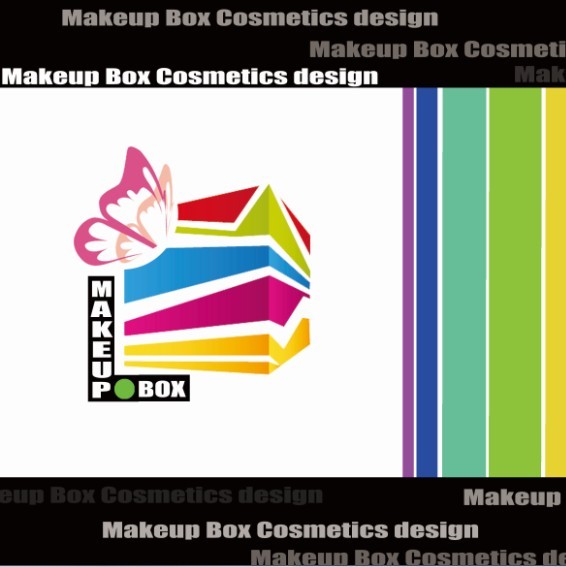 Makeup Box Cosmetics design
Makeup Box Cosmeti
Makeup Box Cosmetics design
Mak
MAKEUP
BOX
eup Box Cosmetics design
Makeup
Makeup Box Cosmetics design
Makeup Box Cosmetics de